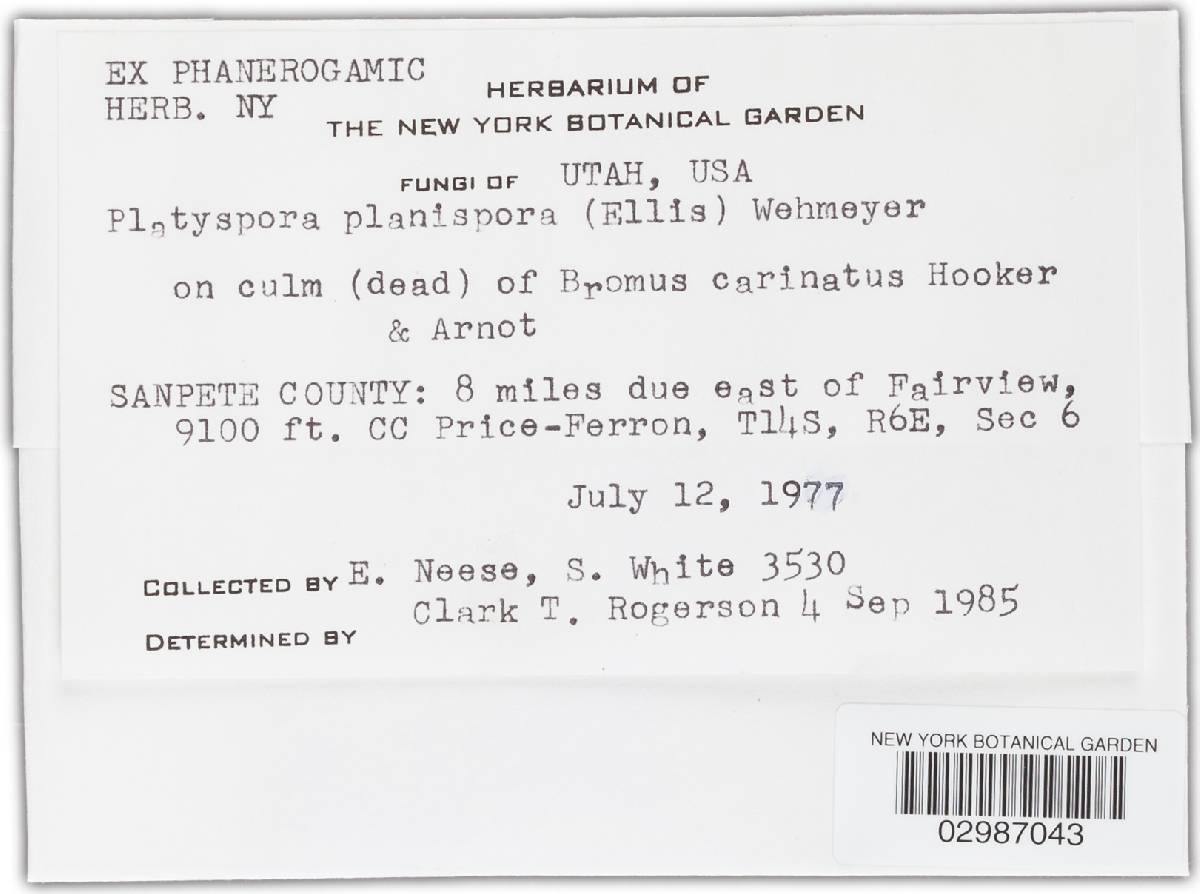 EX PHANEROGAMIC
HERB. NY
HERBARIUM OF
THE NEW YORK BOTANICAL GARDEN
FUNGI OF UTAH, USA
Platyspora planispora (Ellis) Wehmeyer
on culm (dead) of Bromus carinatus Hooker
& Arnot
SANPETE COUNTY: 8 miles due east of Fairview,
9100 ft. CC Price-Ferron, T14S, R6E, Sec 6
July 12, 1977
COLLECTED BY E. Neese, S. White 3530
Clark T. Rogerson 4 Sep 1985
DETERMINED BY
NEW YORK BOTANICAL GARDEN
02987043